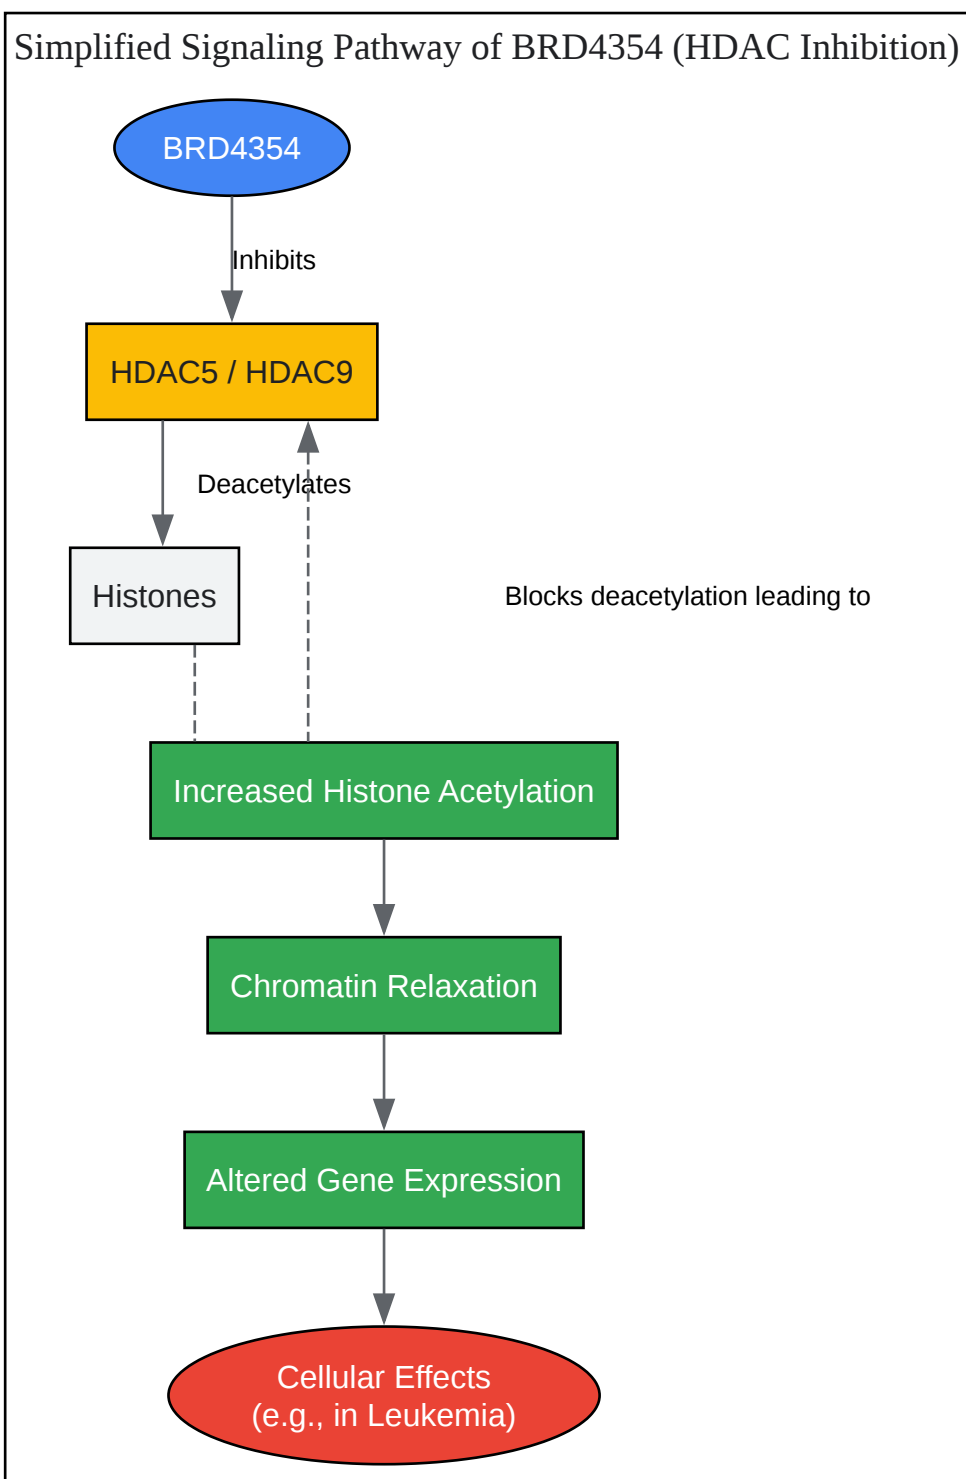 Simplified Signaling Pathway of BRD4354 (HDAC Inhibition)
BRD4354
Inhibits
HDAC5 / HDAC9
Deacetylates
Histones
Blocks deacetylation leading to
Increased Histone Acetylation
Chromatin Relaxation
Altered Gene Expression
Cellular Effects
(e.g., in Leukemia)